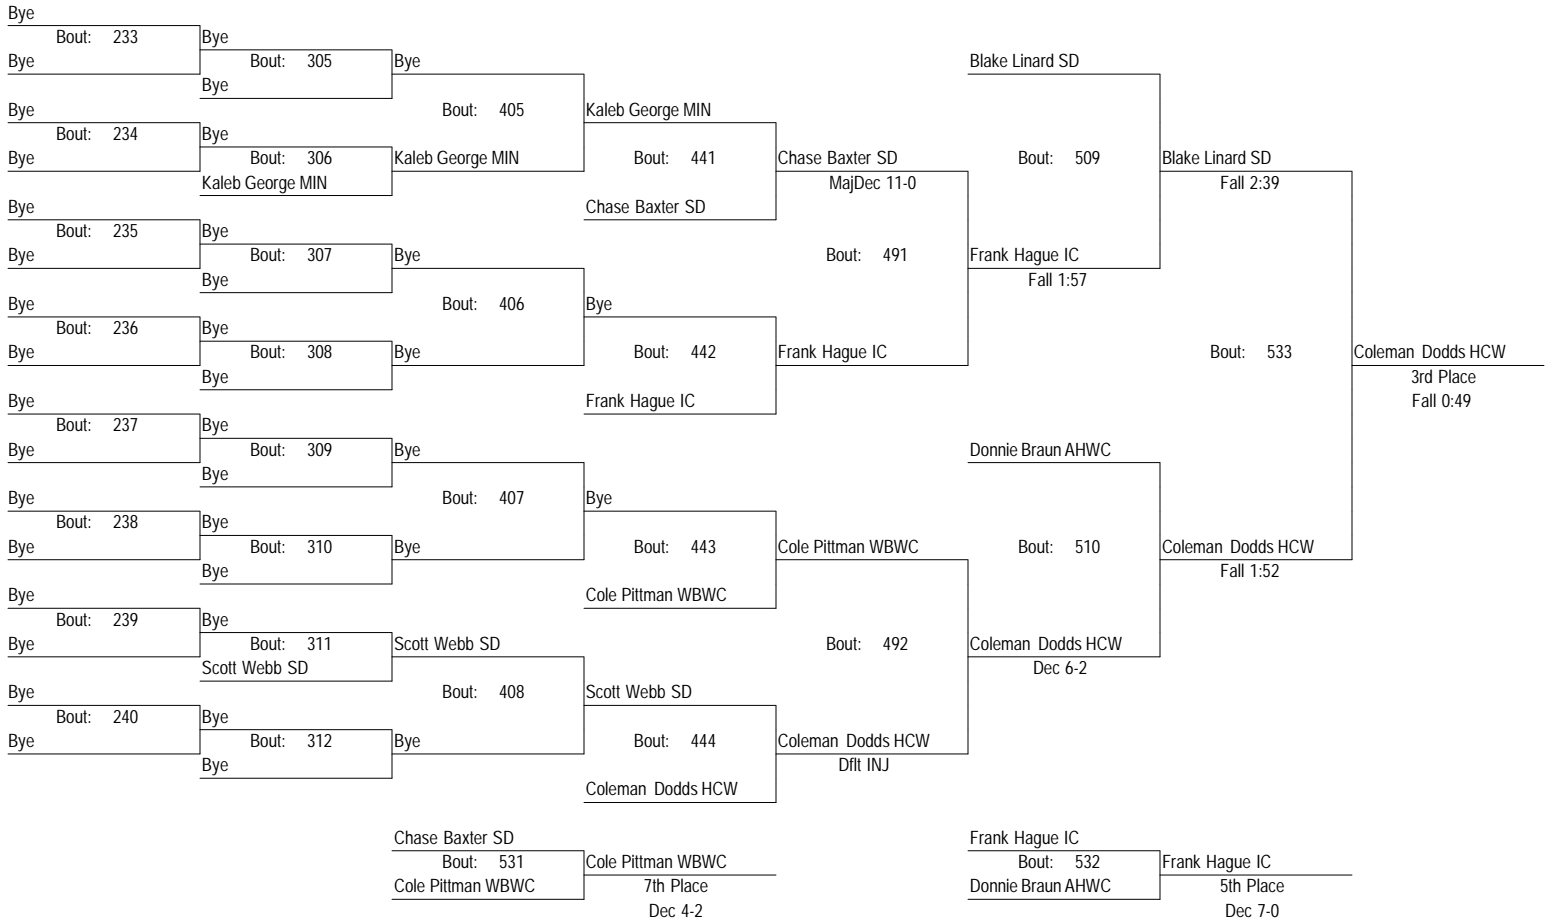 Bye
Bout: 233 Bye
Bye Bout: 305 Bye Blake Linard SD
Bye
Bye Bout: 405 Kaleb George MIN
Bout: 234 Bye
Bye Bout: 306 Kaleb George MIN Bout: 441 Chase Baxter SD Bout: 509 Blake Linard SD
Kaleb George MIN MajDec 11-0 Fall 2:39
Bye Chase Baxter SD
Bout: 235 Bye
Bye Bout: 307 Bye Bout: 491 Frank Hague IC
Bye Fall 1:57
Bye Bout: 406 Bye
Bout: 236 Bye
Bye Bout: 308 Bye Bout: 442 Frank Hague IC Bout: 533 Coleman Dodds HCW
Bye 3rd Place
Bye Frank Hague IC Fall 0:49
Bout: 237 Bye
Bye Bout: 309 Bye Donnie Braun AHWC
Bye
Bye Bout: 407 Bye
Bout: 238 Bye
Bye Bout: 310 Bye Bout: 443 Cole Pittman WBWC Bout: 510 Coleman Dodds HCW
Bye Fall 1:52
Bye Cole Pittman WBWC
Bout: 239 Bye
Bye Bout: 311 Scott Webb SD Bout: 492 Coleman Dodds HCW
Scott Webb SD Dec 6-2
Bye Bout: 408 Scott Webb SD
Bout: 240 Bye
Bye Bout: 312 Bye Bout: 444 Coleman Dodds HCW
Bye Dflt INJ
Coleman Dodds HCW
Chase Baxter SD Frank Hague IC
Bout: 531 Cole Pittman WBWC Bout: 532 Frank Hague IC
Cole Pittman WBWC 7th Place Donnie Braun AHWC 5th Place
Dec 4-2 Dec 7-0